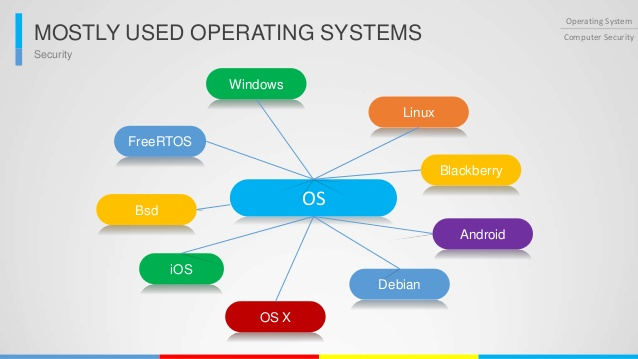 MOSTLY USED OPERATING SYSTEMS
Security
Operating System
Computer Security
Windows
Linux
FreeRTOS
Blackberry
OS
Bsd
Android
iOS
Debian
OS X